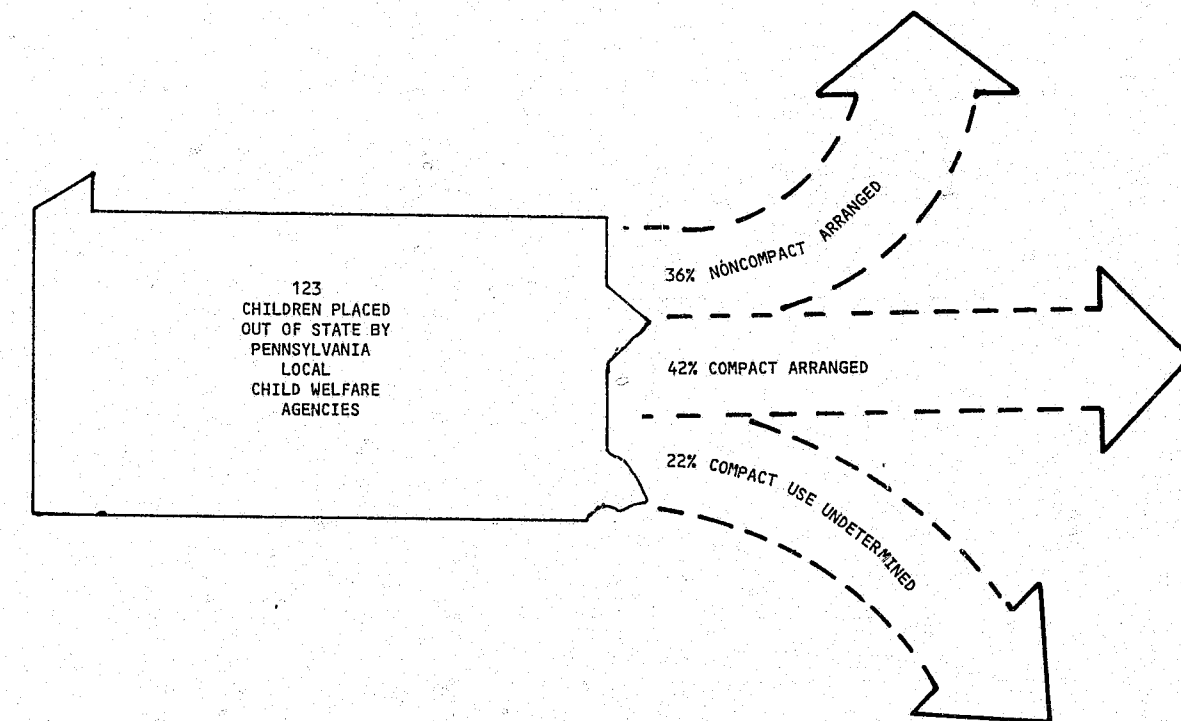 123
CHILDREN PLACED
OUT OF STATE BY
PENNSYLVANIA
LOCAL
CHILD WELFARE
AGENCIES
36% NONCOMPACT ARRANGED
42% COMPACT ARRANGED
22% COMPACT USE UNDETERMINED